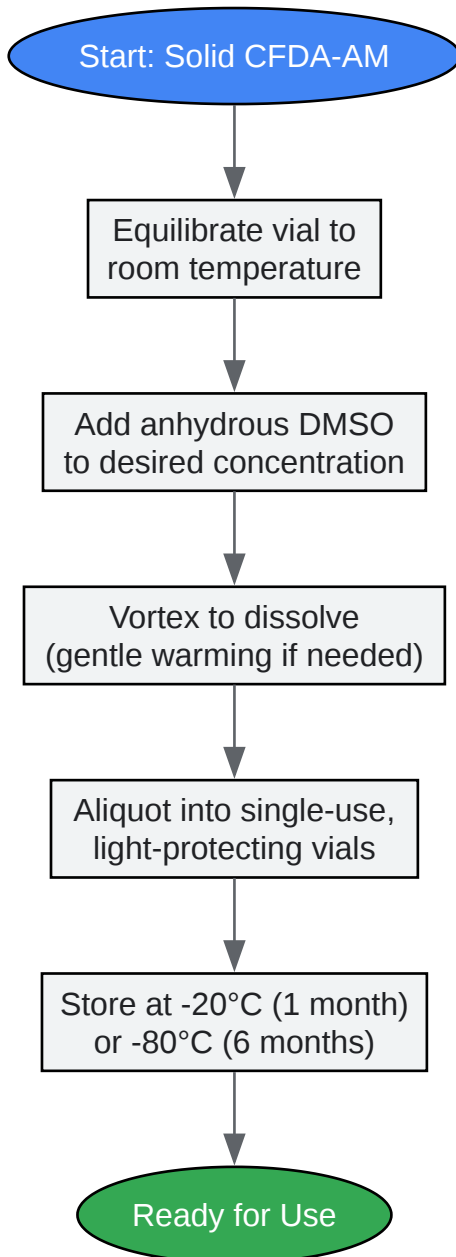 Start: Solid CFDA-AM
Equilibrate vial to
room temperature
Add anhydrous DMSO
to desired concentration
Vortex to dissolve
(gentle warming if needed)
Aliquot into single-use,
light-protecting vials
Store at -20°C (1 month)
or -80°C (6 months)
Ready for Use